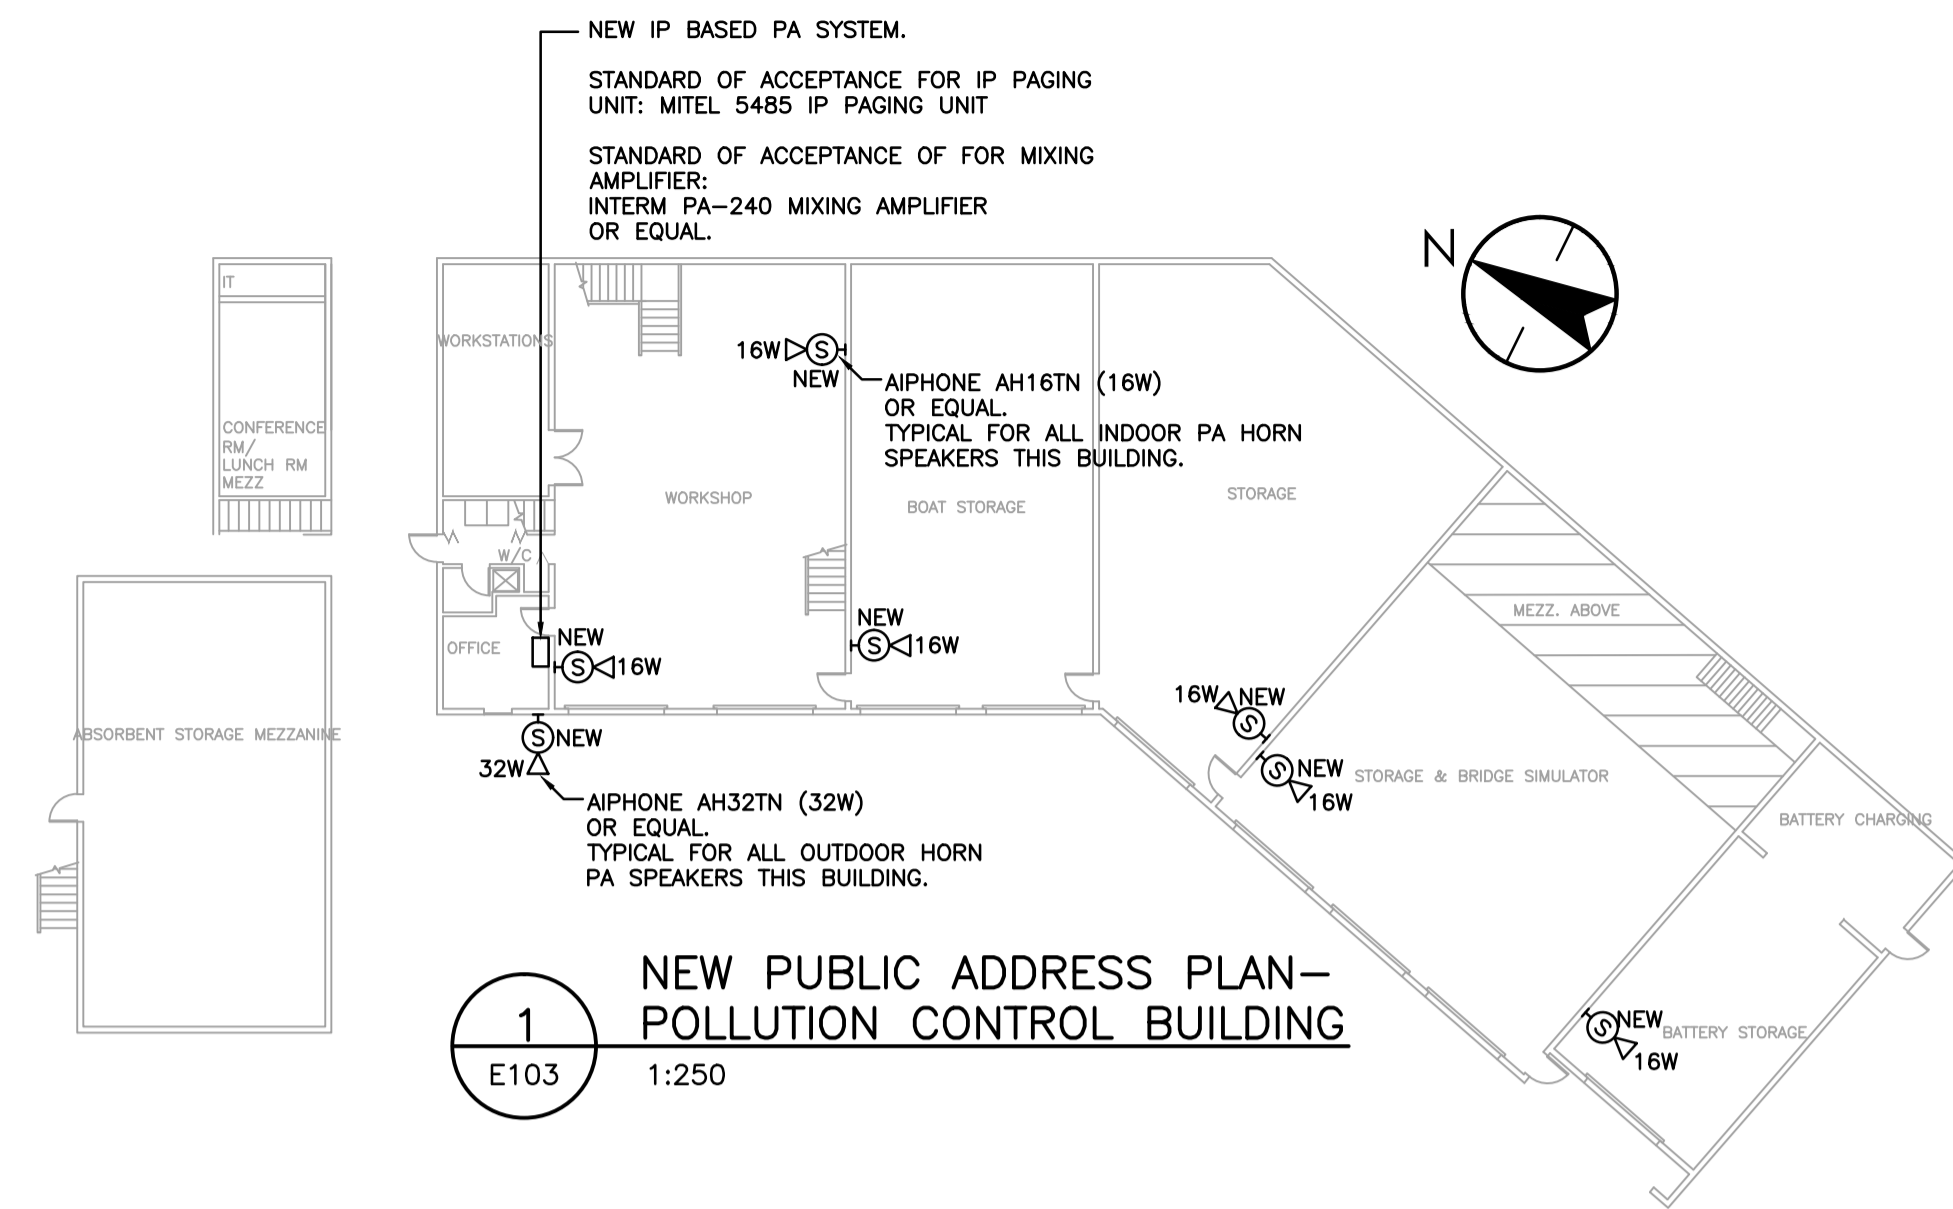 NEW IP BASED PA SYSTEM.
STANDARD OF ACCEPTANCE FOR IP PAGING
UNIT: MITEL 5485 IP PAGING UNIT
STANDARD OF ACCEPTANCE OF FOR MIXING
AMPLIFIER:
INTERM PA-240 MIXING AMPLIFIER
OR EQUAL.
N
IT
CONFERENCE
RM/
LUNCH RM
MEZZ
WORKSTATIONS
16W S
NEW
AIPHONE AH16TN (16W)
OR EQUAL.
TYPICAL FOR ALL INDOOR PA HORN
SPEAKERS THIS BUILDING.
WORKSHOP
BOAT STORAGE
STORAGE
W/C
MEZZ. ABOVE
OFFICE
NEW
S 16W
NEW
S 16W
16W NEW
S
S NEW
16W
STORAGE & BRIDGE SIMULATOR
ABSORBENT STORAGE MEZZANINE
S NEW
32W
AIPHONE AH32TN (32W)
OR EQUAL.
TYPICAL FOR ALL OUTDOOR HORN
PA SPEAKERS THIS BUILDING.
BATTERY CHARGING
S NEW
16W
BATTERY STORAGE
1
E103
NEW PUBLIC ADDRESS PLAN-
POLLUTION CONTROL BUILDING
1:250